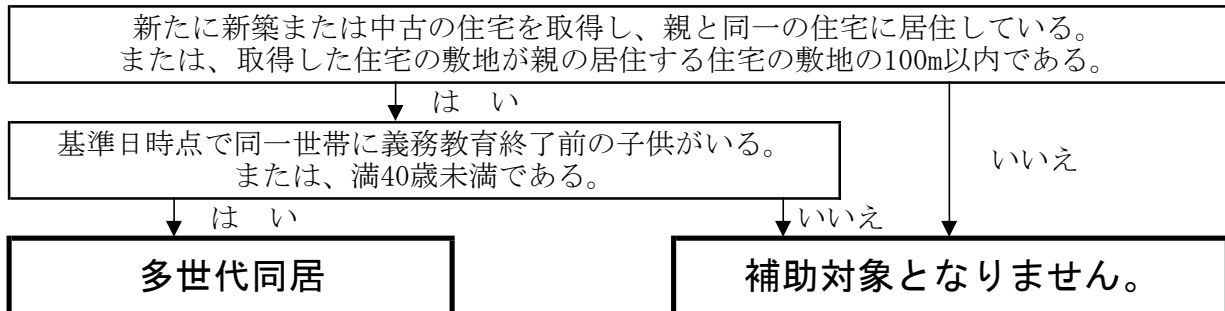 新たに新築または中古の住宅を取得し、親と同一の住宅に居住している。
または、取得した住宅の敷地が親の居住する住宅の敷地の100m以内である。
は　い
基準日時点で同一世帯に義務教育終了前の子供がいる。
または、満40歳未満である。
いいえ
は　い
いいえ
多世代同居
補助対象となりません。